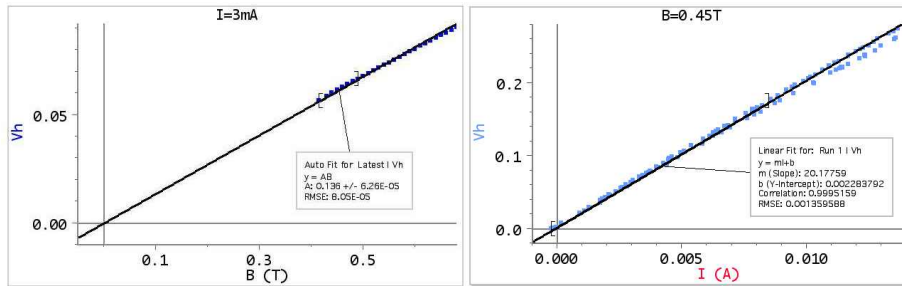 I=3mA
Vh
0.05
0.00
Auto Fit for Latest I Vh
y = AB
A: 0.136 +/- 6.26E-05
RMSE: 8.05E-05
0.1
0.3
0.5
B (T)
B=0.45T
Vh
0.2
0.1
0.0
Linear Fit for: Run 1 I Vh
y = mI+b
m (Slope): 20.17759
b (Y-Intercept): 0.002283792
Correlation: 0.9995159
RMSE: 0.001359588
0.000
0.005
0.010
I (A)